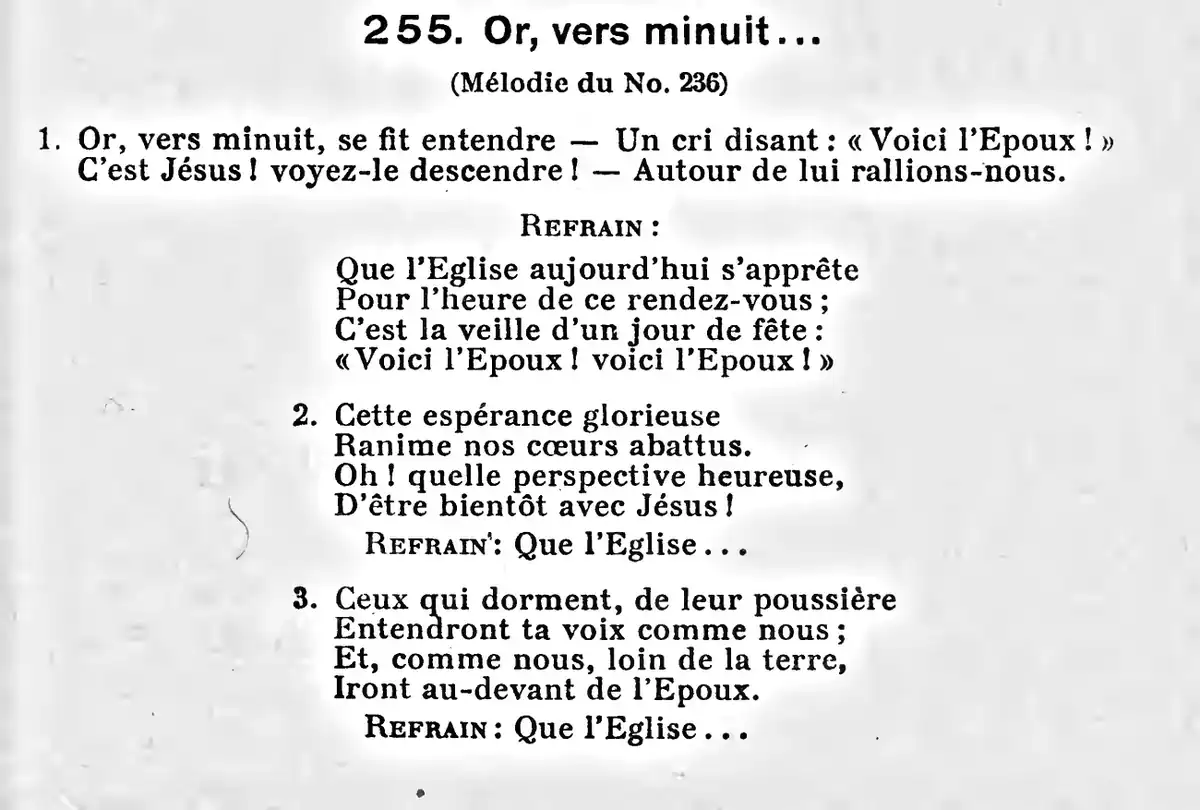 255. Or, vers minuit...
(Mélodie du No. 236)
1. Or, vers minuit, se fit entendre — Un cri disant : « Voici l'Epoux ! »
C'est Jésus ! voyez-le descendre ! — Autour de lui rallions-nous.
REFRAIN :
Que l'Eglise aujourd'hui s'apprête
Pour l'heure de ce rendez-vous ;
C'est la veille d'un jour de fête :
« Voici l'Epoux ! voici l'Epoux ! »
2. Cette espérance glorieuse
Ranime nos cœurs abattus.
Oh ! quelle perspective heureuse,
D'être bientôt avec Jésus !
REFRAIN : Que l'Eglise...
3. Ceux qui dorment, de leur poussière
Entendront ta voix comme nous ;
Et, comme nous, loin de la terre,
Iront au-devant de l'Epoux.
REFRAIN : Que l'Eglise...